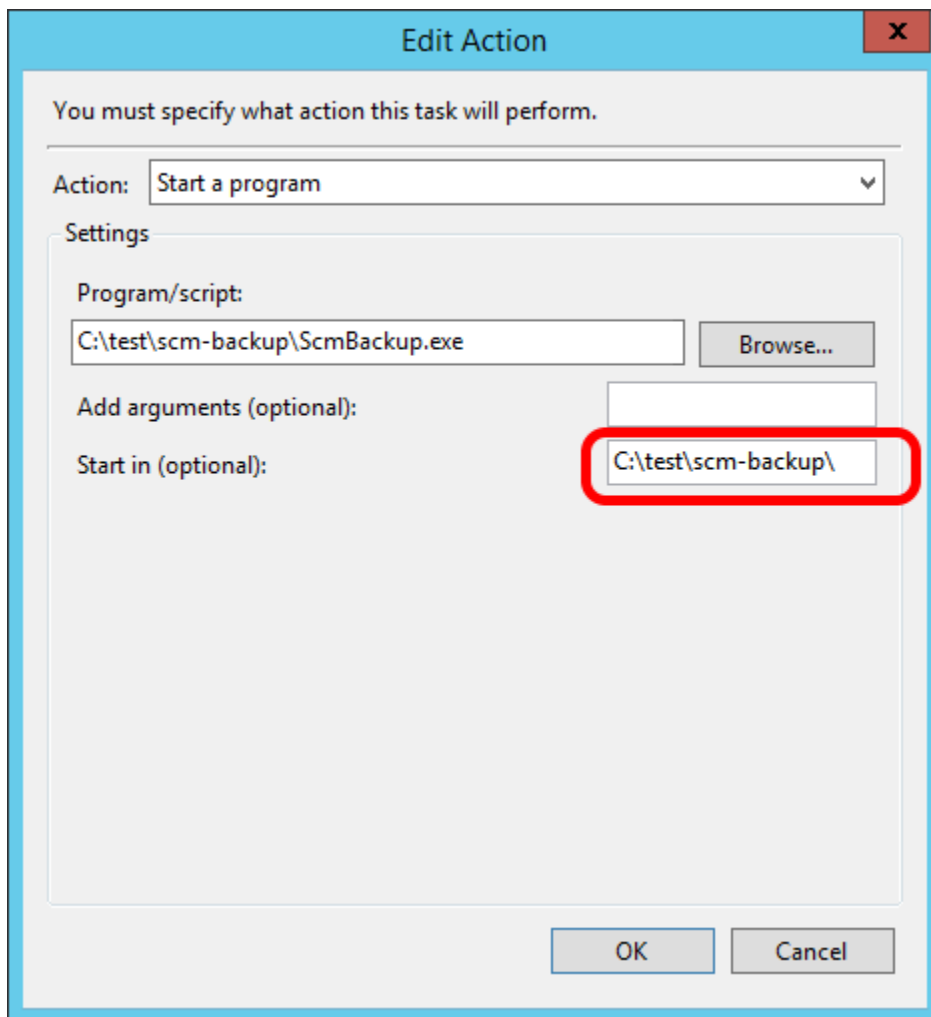 Edit Action
x
You must specify what action this task will perform.
Action: Start a program
Settings
Program/script:
C:\test\scm-backup\ScmBackup.exe Browse...
Add arguments (optional):
Start in (optional): C:\test\scm-backup\
OK Cancel